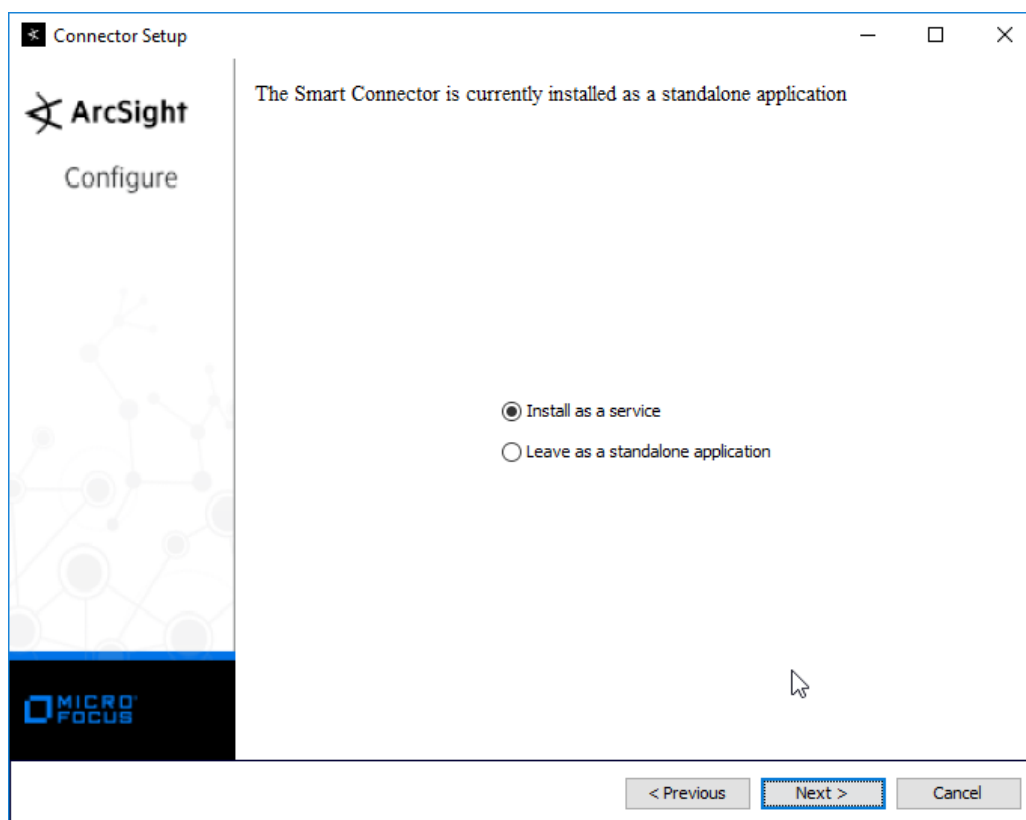 Connector Setup
ArcSight
Configure
The Smart Connector is currently installed as a standalone application
Install as a service
Leave as a standalone application
MICRO
FOCUS
< Previous
Next >
Cancel